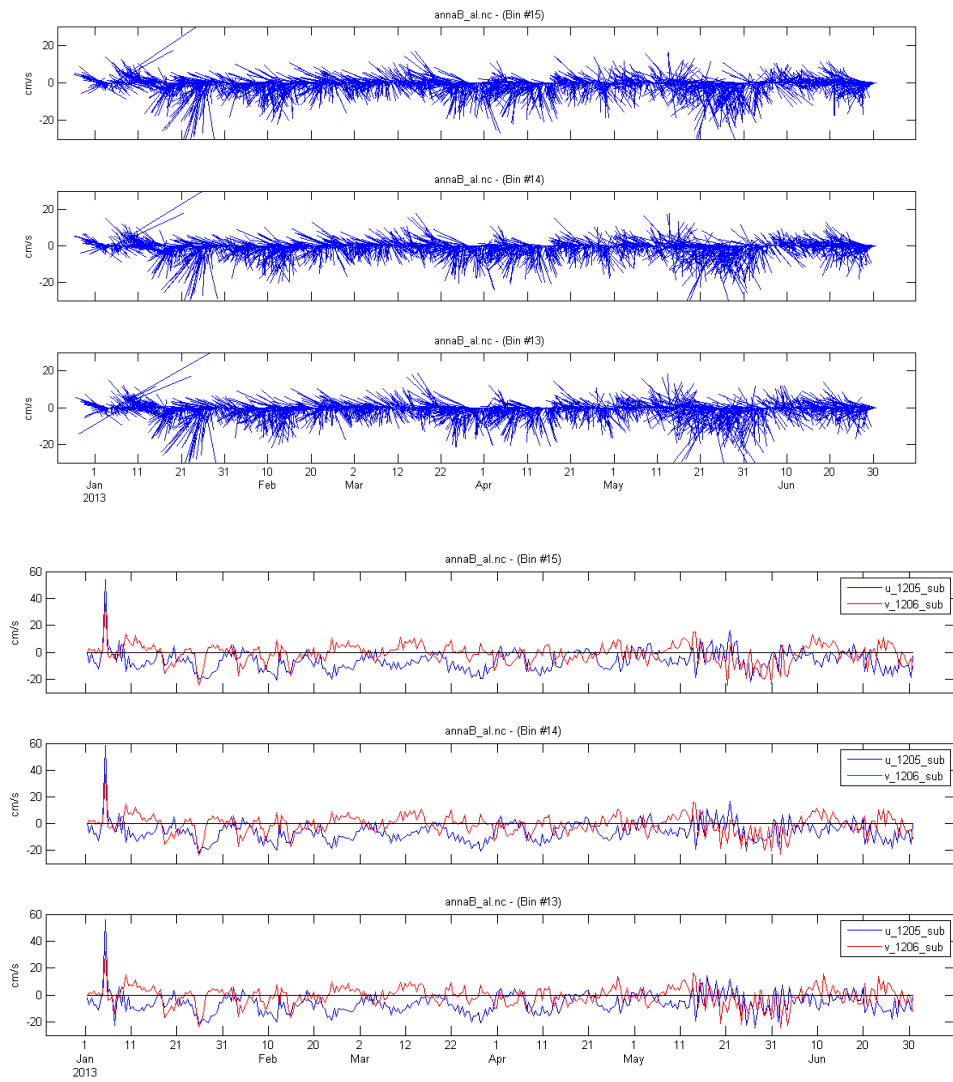 annaB_al.nc - (Bin #15)
20
0
-20
cm/s
annaB_al.nc - (Bin #14)
20
0
-20
cm/s
annaB_al.nc - (Bin #13)
20
0
-20
cm/s
1 11 21 31 10 20 2 12 22 1 11 21 1 11 21 31 10 20 30
Jan Feb Mar Apr May Jun
2013
annaB_al.nc - (Bin #15)
60
40
20
0
-20
cm/s
u_1205_sub
v_1206_sub
annaB_al.nc - (Bin #14)
60
40
20
0
-20
cm/s
u_1205_sub
v_1206_sub
annaB_al.nc - (Bin #13)
60
40
20
0
-20
cm/s
u_1205_sub
v_1206_sub
1 11 21 31 10 20 2 12 22 1 11 21 1 11 21 31 10 20 30
Jan Feb Mar Apr May Jun
2013